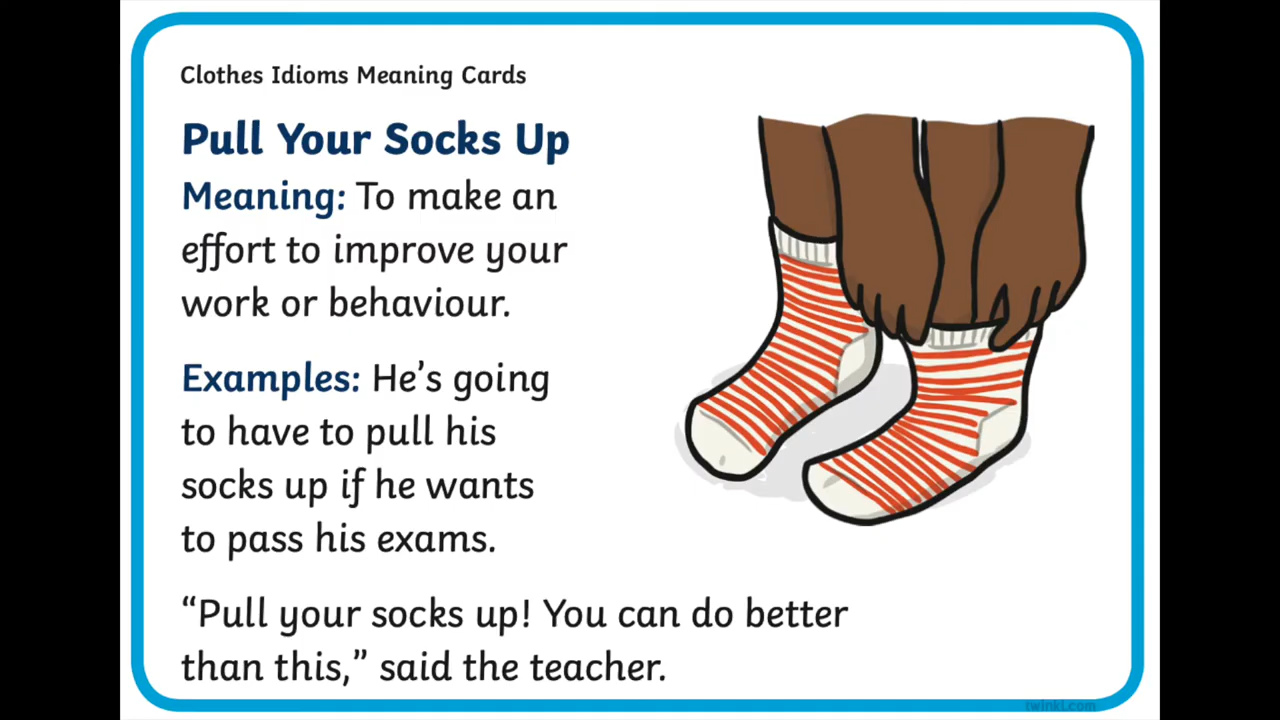 Clothes Idioms Meaning Cards
Pull Your Socks Up
Meaning: To make an
effort to improve your
work or behaviour.
Examples: He’s going
to have to pull his
socks up if he wants
to pass his exams.
“Pull your socks up! You can do better
than this,” said the teacher.
twinkl.com